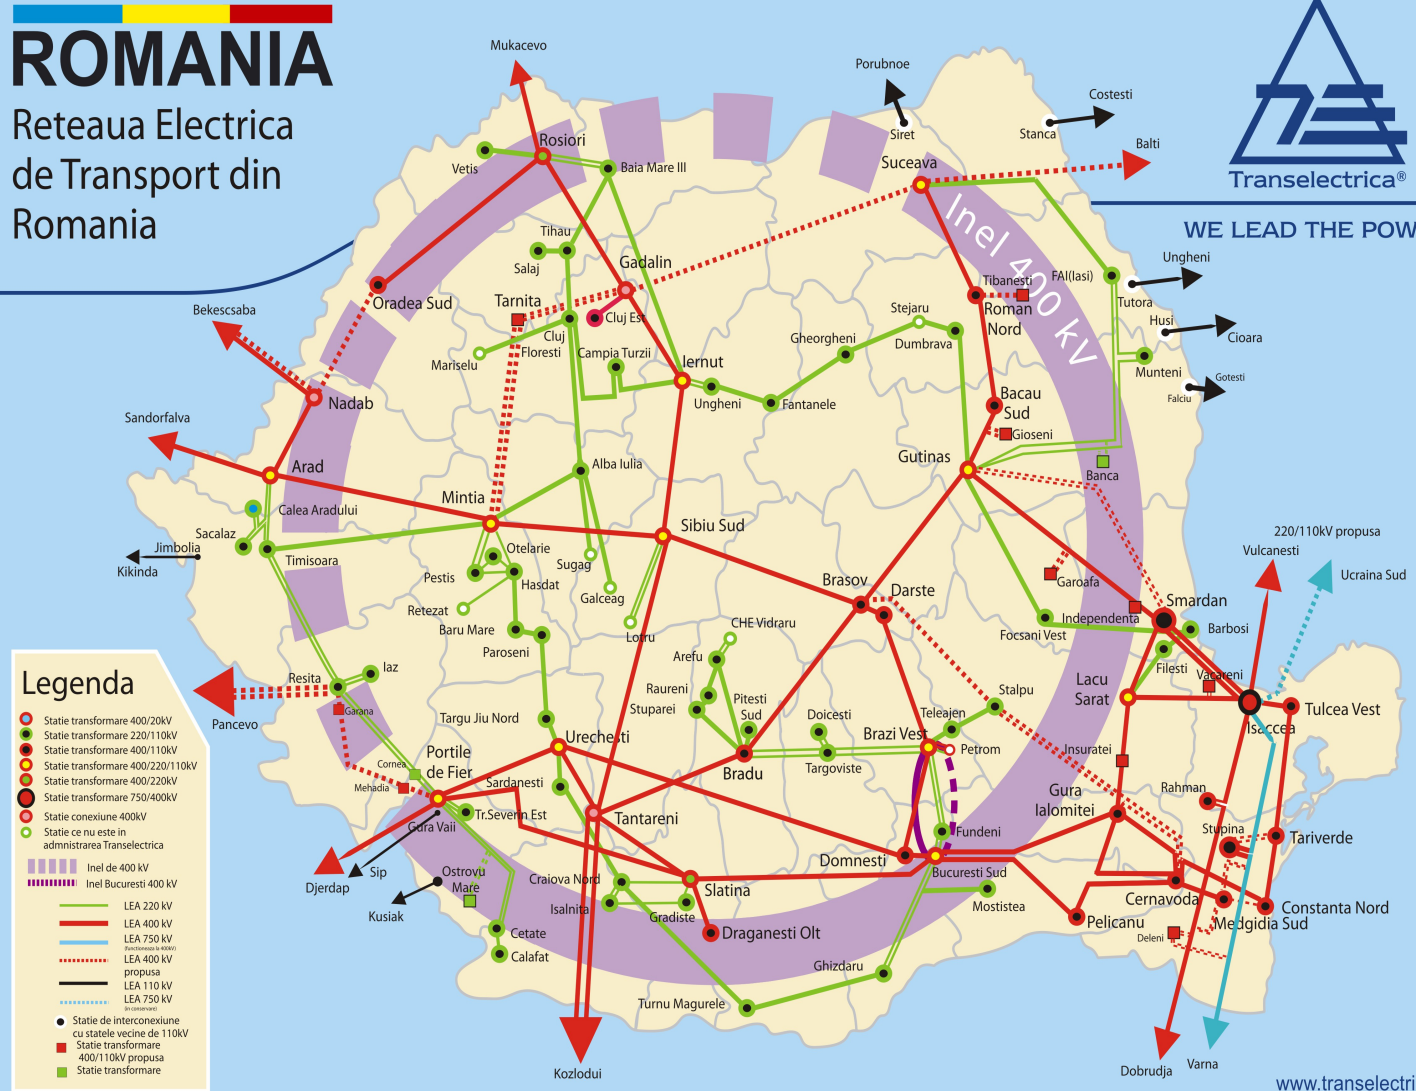 ROMANIA
Reteaua Electrica
de Transport din
Romania
Transelectrica®
WE LEAD THE POW
Mukacevo
Porubnoe
Costesti
Siret
Stanca
Balti
Rosiori
Vetis
Baia Mare III
Suceava
Inel 400 kV
Tihau
Salaj
Gadalin
Ungheni
FAI(Iasi)
Tutora
Tibanesti
Roman
Nord
Oradea Sud
Tarnita
Cluj Est
Cluj
Floresti
Stejaru
Dumbrava
Husi
Cioara
Bekescsaba
Mariselu
Campia Turzii
Iernut
Gheorgheni
Munteni
Gotesti
Falciu
Nadab
Ungheni
Fantanele
Bacau
Sud
Sandorfalva
Gioseni
Arad
Alba Iulia
Gutinas
Banca
Mintia
Calea Aradului
Sacalaz
Jimbolia
Kikinda
Timisoara
Sibiu Sud
220/110kV propusa
Vulcanesti
Ucraina Sud
Otelarie
Pestis
Hasdat
Sugag
Galceag
Retezat
Brasov
Darste
Garoafa
Smardan
Independenta
Barbosi
Focsani Vest
Filesti
Baru Mare
Paroseni
Lotru
CHE Vidraru
Arefu
Raureni
Stuparei
Pitesti
Sud
Iaz
Resita
Garana
Pancevo
Lacu
Sarat
Vacareni
Isaccea
Tulcea Vest
Targu Jiu Nord
Urechesti
Doicesti
Targoviste
Stalpu
Teleajen
Brazi Vest
Petrom
Bradu
Insuratei
Portile
de Fier
Cornea
Mehadia
Sardanesti
Gura Vaii
Tr.Severin Est
Tantareni
Gura
Ialomitei
Rahman
Stupina
Tariverde
Fundeni
Domnesti
Bucuresti Sud
Djerdap
Sip
Ostrovu
Mare
Kusiak
Craiova Nord
Isalnita
Gradiste
Slatina
Mostistea
Pelicanu
Cernavoda
Medgidia Sud
Constanta Nord
Draganesti Olt
Deleni
Cetate
Calafat
Ghizdaru
Turnu Magurele
Kozlodui
Dobrudja
Varna
www.transelectri
Legenda
Statie transformare 400/20kV
Statie transformare 220/110kV
Statie transformare 400/110kV
Statie transformare 400/220/110kV
Statie transformare 400/220kV
Statie transformare 750/400kV
Statie conexiune 400kV
Statie ce nu este in
admnistrarea Transelectrica
Inel de 400 kV
Inel Bucuresti 400 kV
LEA 220 kV
LEA 400 kV
LEA 750 kV
(functioneaza la 400kV)
LEA 400 kV
propusa
LEA 110 kV
LEA 750 kV
(in conservare)
Statie de interconexiune
cu statele vecine de 110kV
Statie transformare
400/110kV propusa
Statie transformare